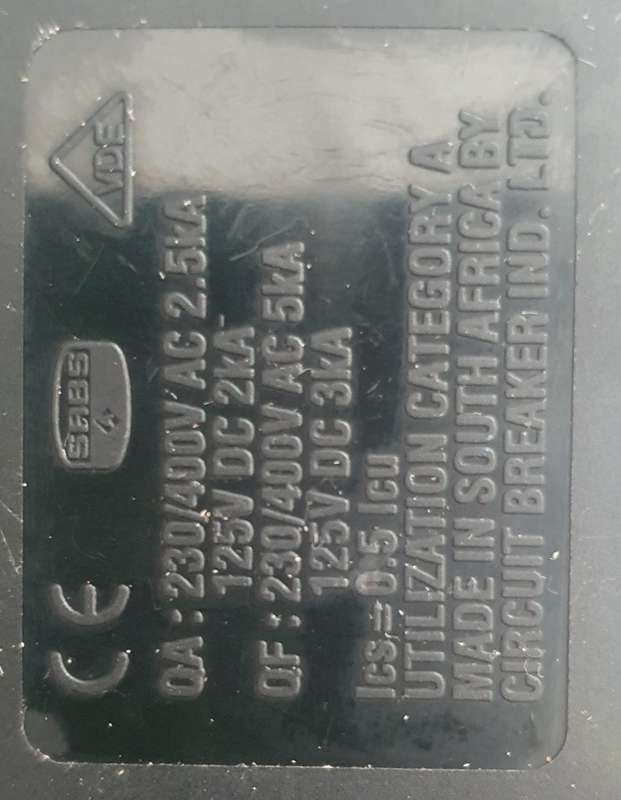 CE SABS VDE
QA : 230/400V AC 2.5kA
125V DC 2kA
QF : 230/400V AC 5kA
125V DC 3kA
Ics = 0.5 Icu
UTILIZATION CATEGORY A
MADE IN SOUTH AFRICA BY
CIRCUIT BREAKER IND. LTD.